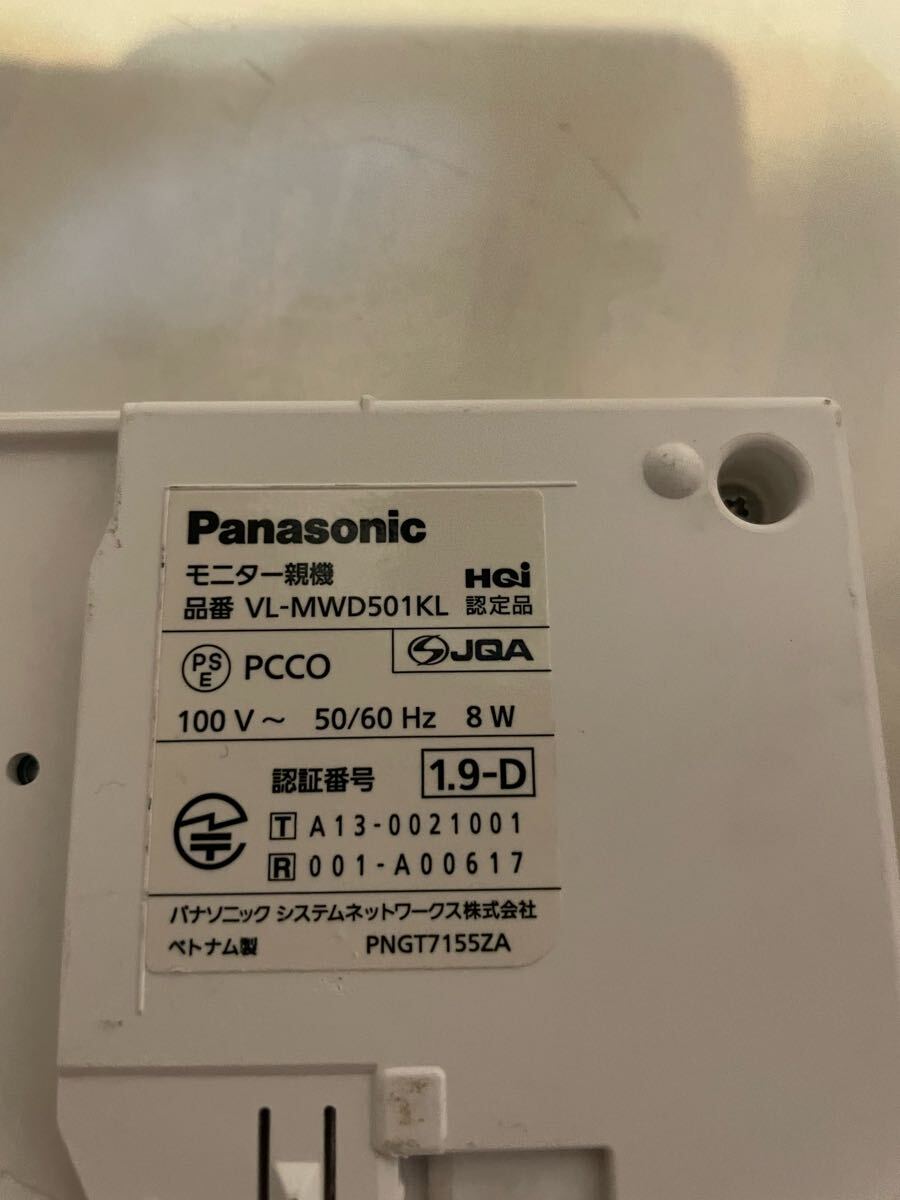 Panasonic
モニター親機
HQi
品番 VL-MWD501KL 認定品
PSE PCCO JQA
100 V～ 50/60 Hz 8 W
認証番号 1.9-D
T A13-0021001
R 001-A00617
パナソニック システムネットワークス株式会社
ベトナム製 PNGT7155ZA